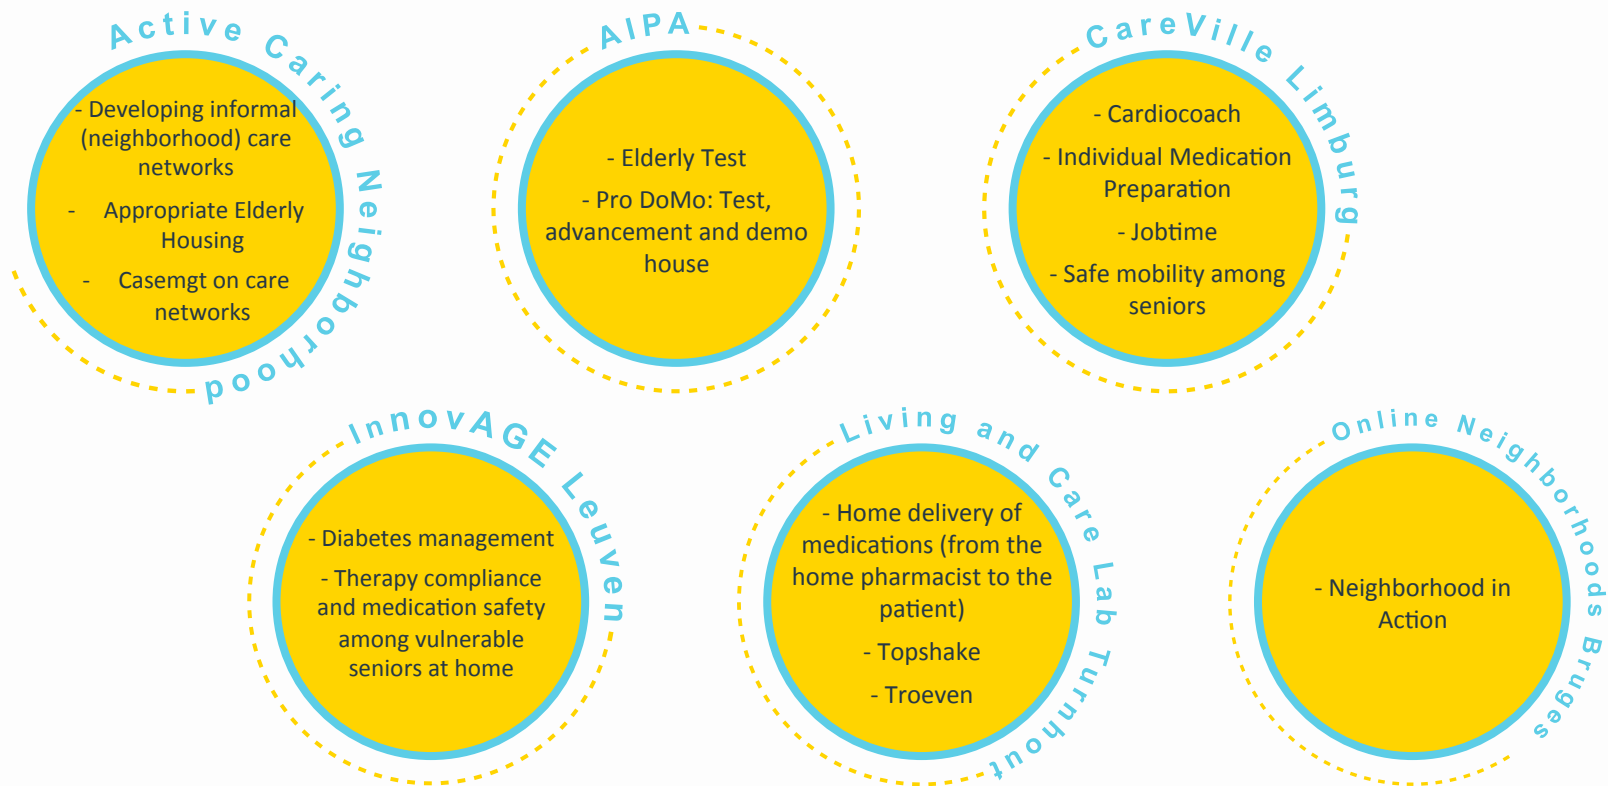 Active Caring Neighborhood
- Developing informal
(neighborhood) care
networks
- Appropriate Elderly
Housing
- Casemgt on care
networks
AIPA
- Elderly Test
- Pro DoMo: Test,
advancement and demo
house
CareVille Limburg
- Cardiocoach
- Individual Medication
Preparation
- Jobtime
- Safe mobility among
seniors
InnovAGE Leuven
- Diabetes management
- Therapy compliance
and medication safety
among vulnerable
seniors at home
Living and Care Lab Turnhout
- Home delivery of
medications (from the
home pharmacist to the
patient)
- Topshake
- Troeven
Online Neighborhoods Bruges
- Neighborhood in
Action